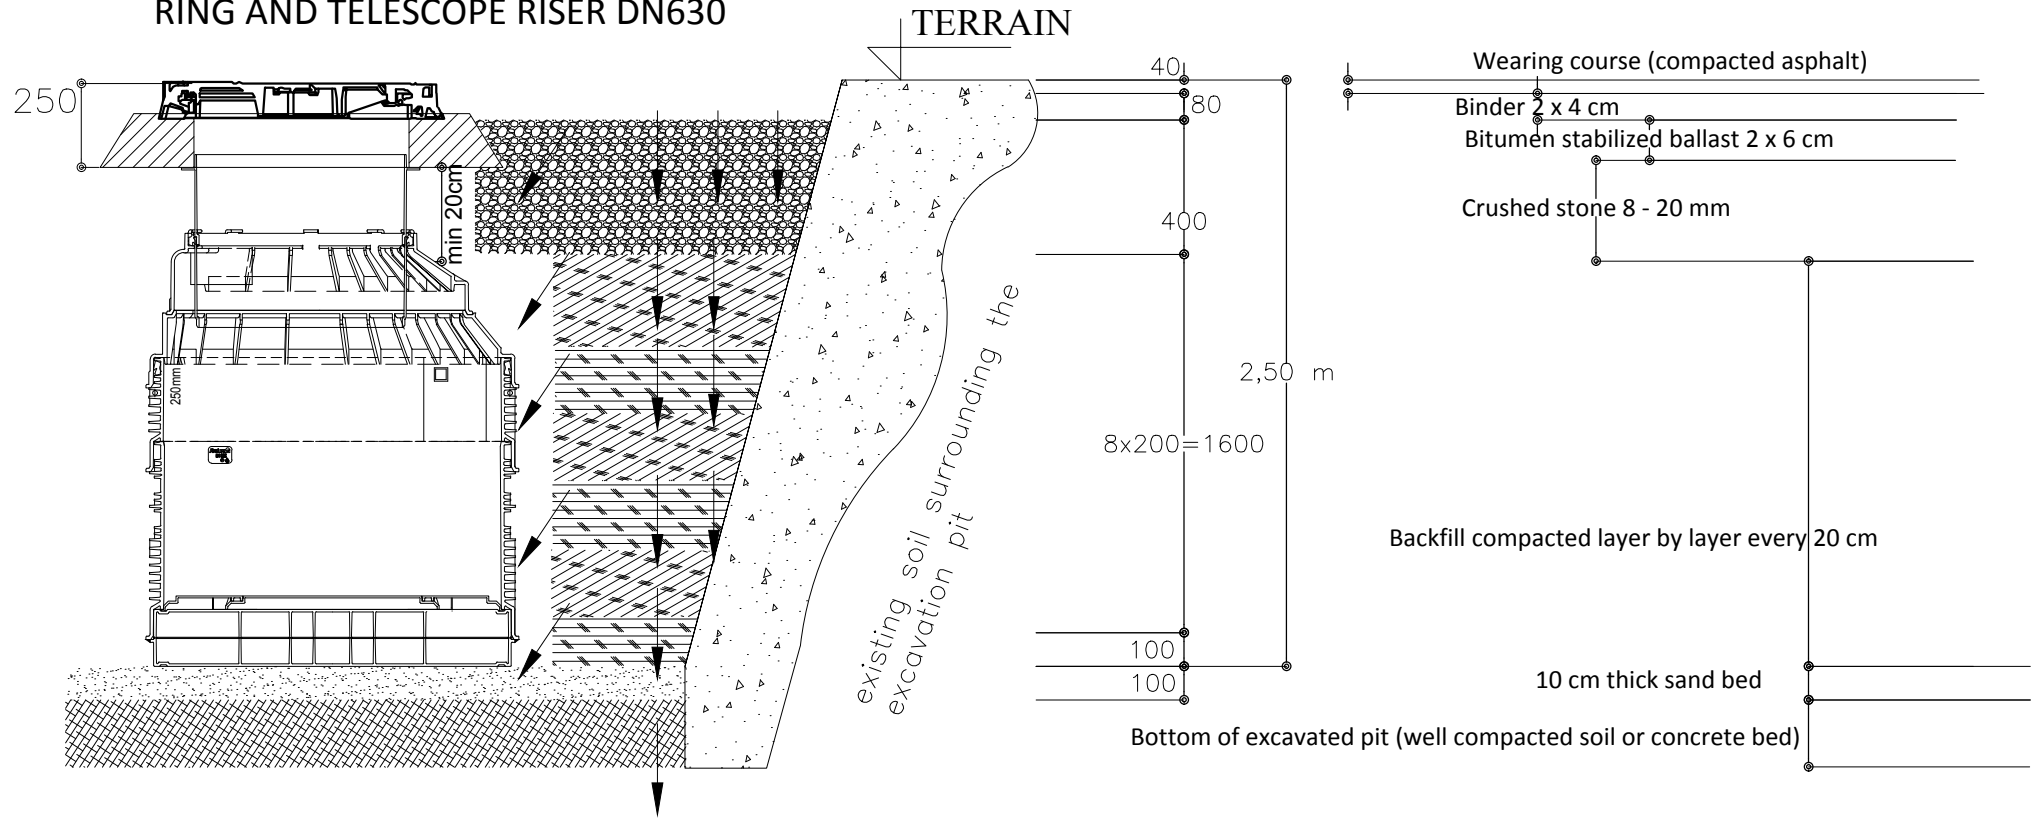 RING AND TELESCOPE RISER DN630
TERRAIN
250
min 20cm
250mm
existing soil surrounding the
excavation pit
40
80
400
2,50 m
8x200=1600
100
100
Wearing course (compacted asphalt)
Binder 2 x 4 cm
Bitumen stabilized ballast 2 x 6 cm
Crushed stone 8 - 20 mm
Backfill compacted layer by layer every 20 cm
10 cm thick sand bed
Bottom of excavated pit (well compacted soil or concrete bed)